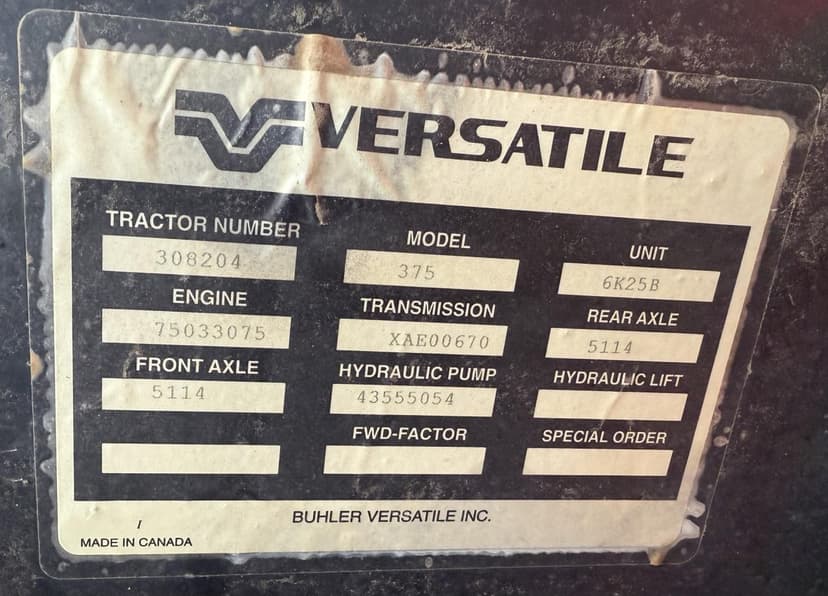 VERSATILE
TRACTOR NUMBER MODEL UNIT
308204 375 6K25B
ENGINE TRANSMISSION REAR AXLE
75033075 XAE00670 5114
FRONT AXLE HYDRAULIC PUMP HYDRAULIC LIFT
5114 43555054
FWD-FACTOR SPECIAL ORDER
BUHLER VERSATILE INC.
I
MADE IN CANADA